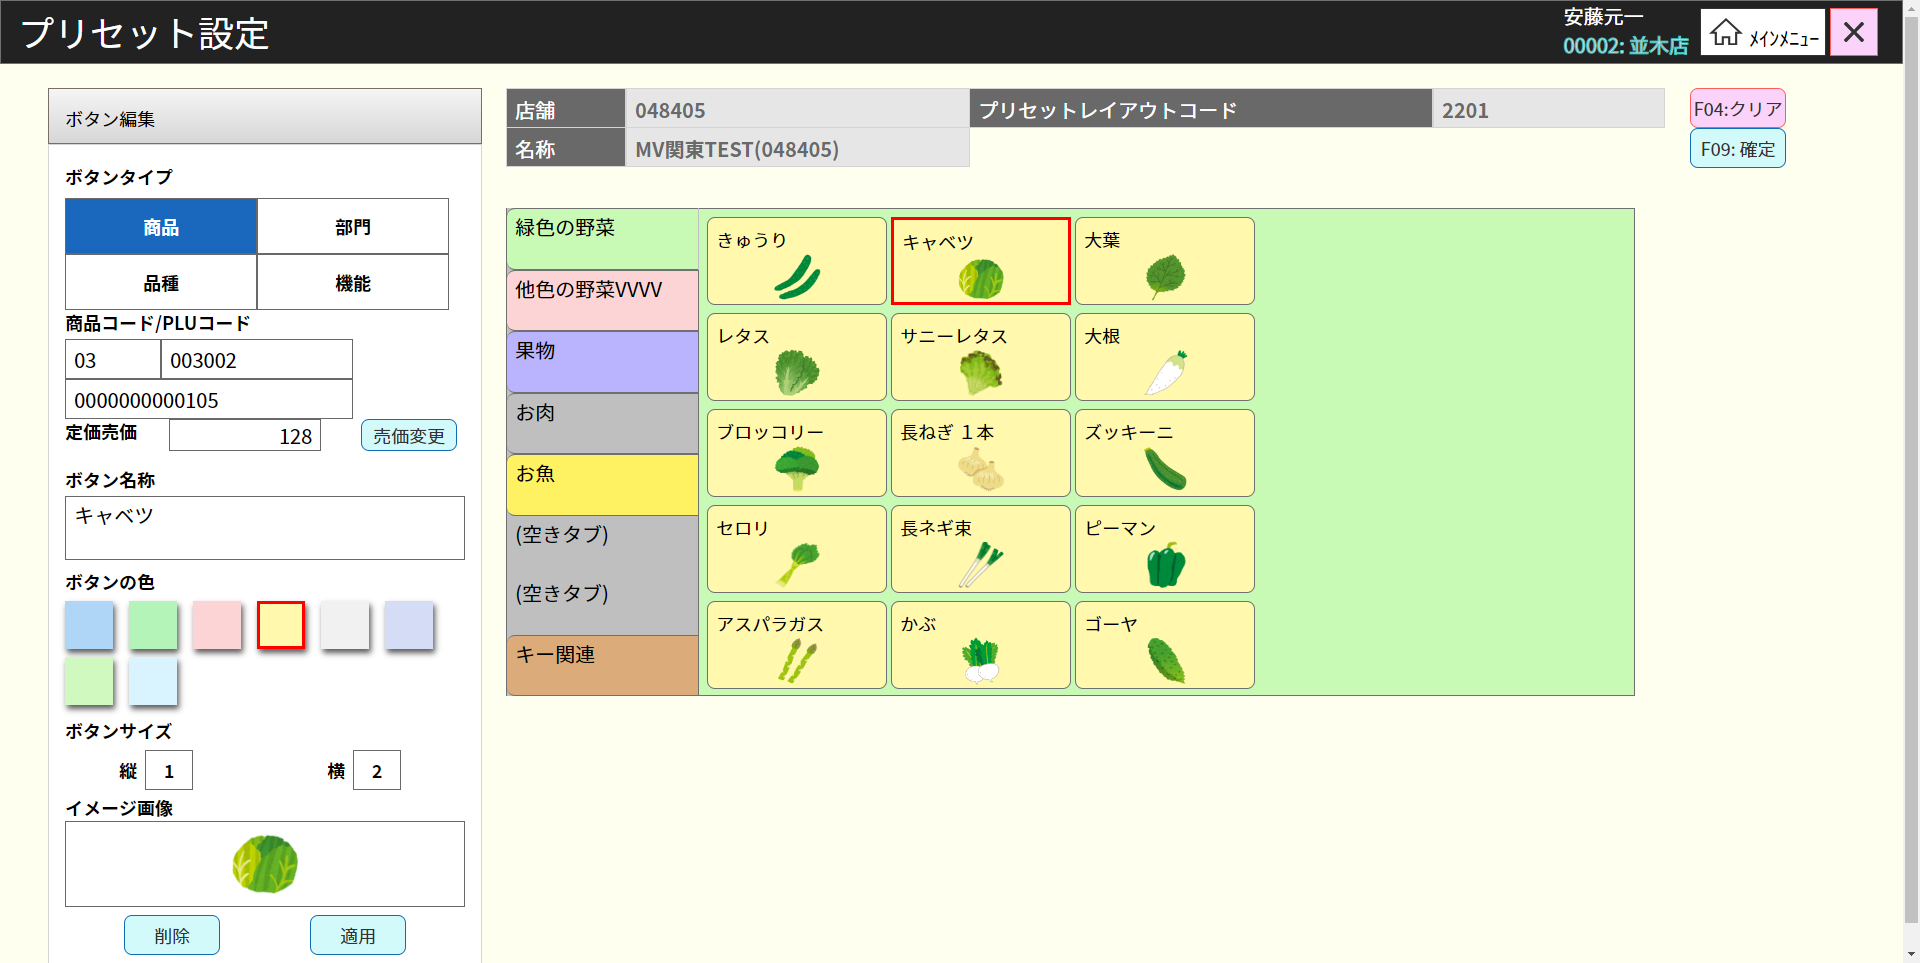 プリセット設定
安藤元一
00002: 並木店
メインメニュー
ボタン編集
ボタンタイプ
商品
部門
品種
機能
商品コード/PLUコード
03
003002
0000000000105
定価売価
128
売価変更
ボタン名称
キャベツ
ボタンの色
ボタンサイズ
縦
1
横
2
イメージ画像
削除
適用
店舗
048405
プリセットレイアウトコード
2201
名称
MV関東TEST(048405)
F04:クリア
F09: 確定
緑色の野菜
他色の野菜VVVV
果物
お肉
お魚
(空きタブ)
(空きタブ)
キー関連
きゅうり
キャベツ
大葉
レタス
サニーレタス
大根
ブロッコリー
長ねぎ １本
ズッキーニ
セロリ
長ネギ束
ピーマン
アスパラガス
かぶ
ゴーヤ